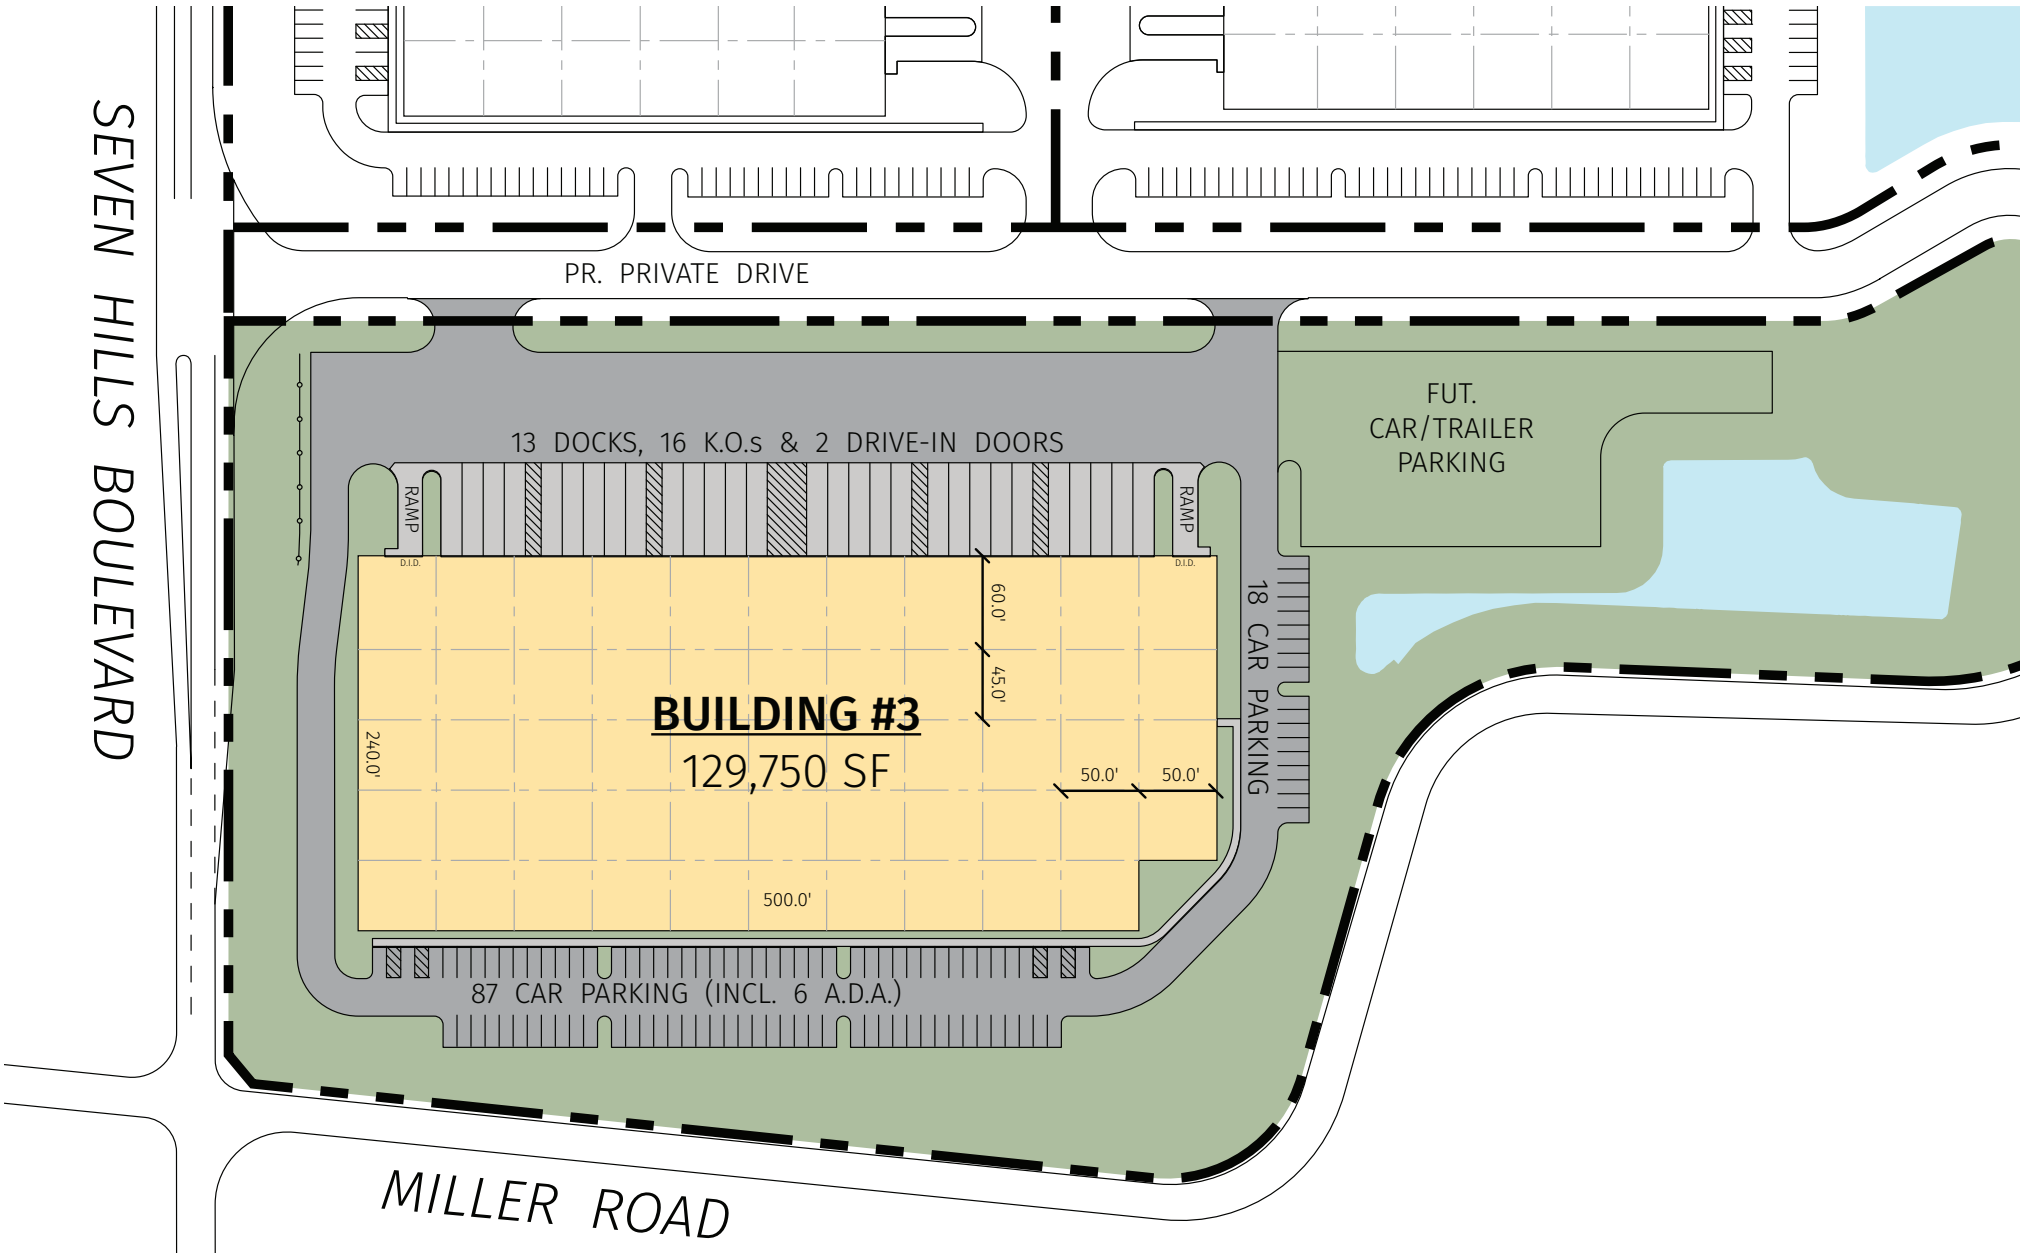 SEVEN HILLS BOULEVARD
PR. PRIVATE DRIVE
FUT.
CAR/TRAILER
PARKING
13 DOCKS, 16 K.O.s & 2 DRIVE-IN DOORS
RAMP
RAMP
D.I.D.
D.I.D.
60.0'
45.0'
18 CAR PARKING
BUILDING #3
129,750 SF
240.0'
50.0'
50.0'
500.0'
87 CAR PARKING (INCL. 6 A.D.A.)
MILLER ROAD